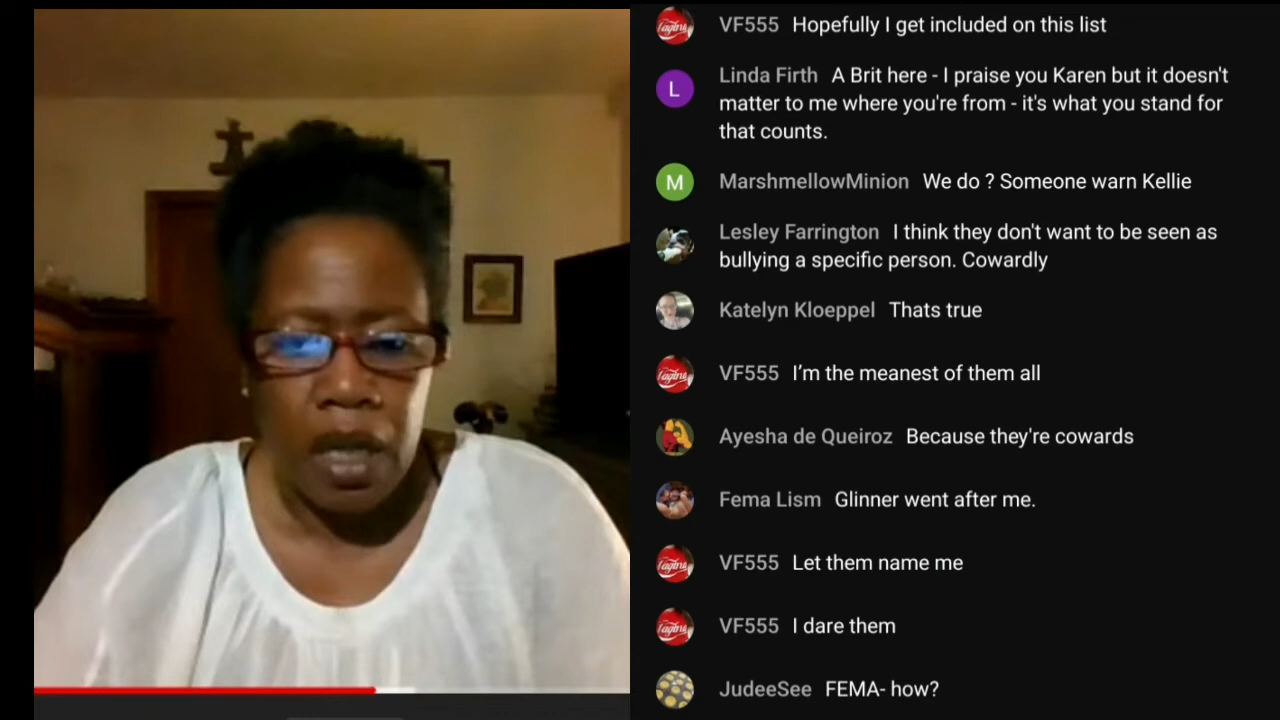 VF555 Hopefully I get included on this list
L
Linda Firth A Brit here - I praise you Karen but it doesn't
matter to me where you're from - it's what you stand for
that counts.
M
MarshmellowMinion We do ? Someone warn Kellie
Lesley Farrington I think they don't want to be seen as
bullying a specific person. Cowardly
Katelyn Kloeppel Thats true
VF555 I’m the meanest of them all
Ayesha de Queiroz Because they're cowards
Fema Lism Glinner went after me.
VF555 Let them name me
VF555 I dare them
JudeeSee FEMA- how?